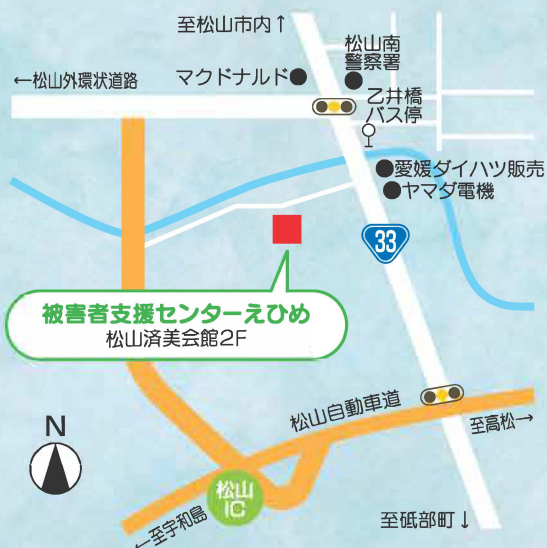 至松山市内↑
松山南
警察署
←松山外環状道路
マクドナルド●
乙井橋
バス停
●愛媛ダイハツ販売
●ヤマダ電機
33
被害者支援センターえひめ
松山済美会館2F
松山自動車道
至高松→
N
松山
IC
←至宇和島
至砥部町↓